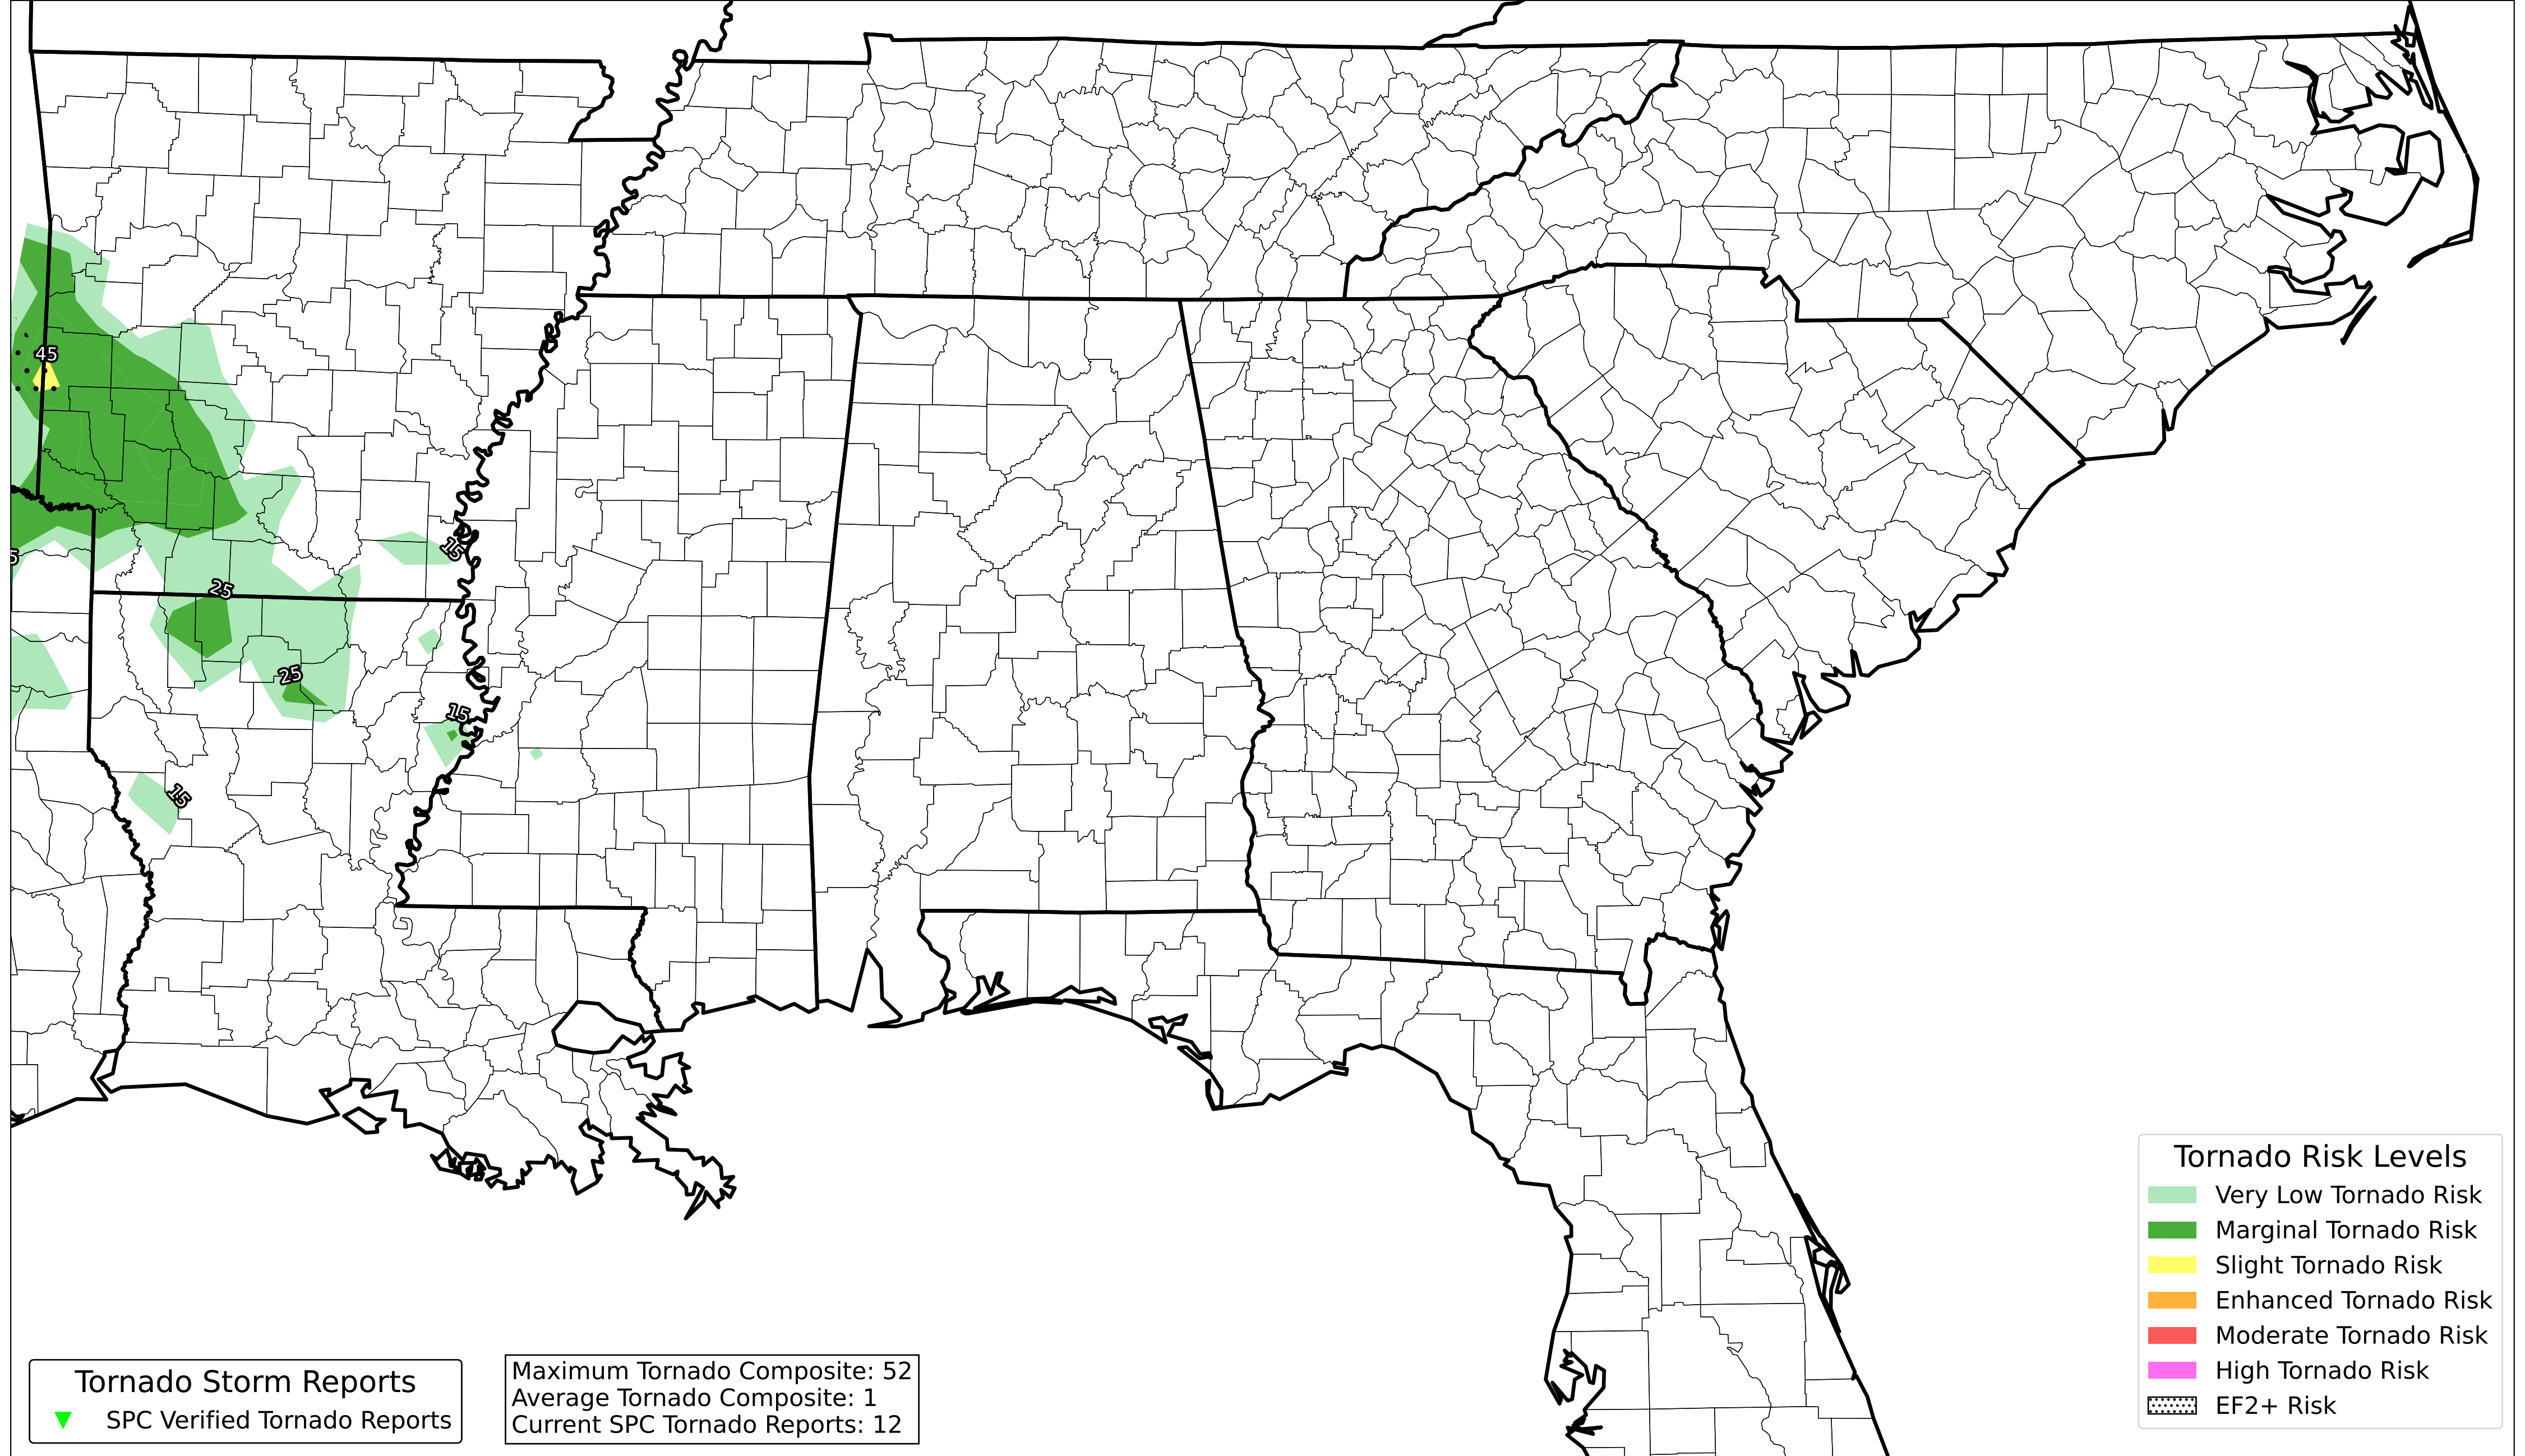 45
15
5
25
25
15
15
Tornado Risk Levels
Very Low Tornado Risk
Marginal Tornado Risk
Slight Tornado Risk
Enhanced Tornado Risk
Moderate Tornado Risk
High Tornado Risk
EF2+ Risk
Tornado Storm Reports
SPC Verified Tornado Reports
Maximum Tornado Composite: 52
Average Tornado Composite: 1
Current SPC Tornado Reports: 12